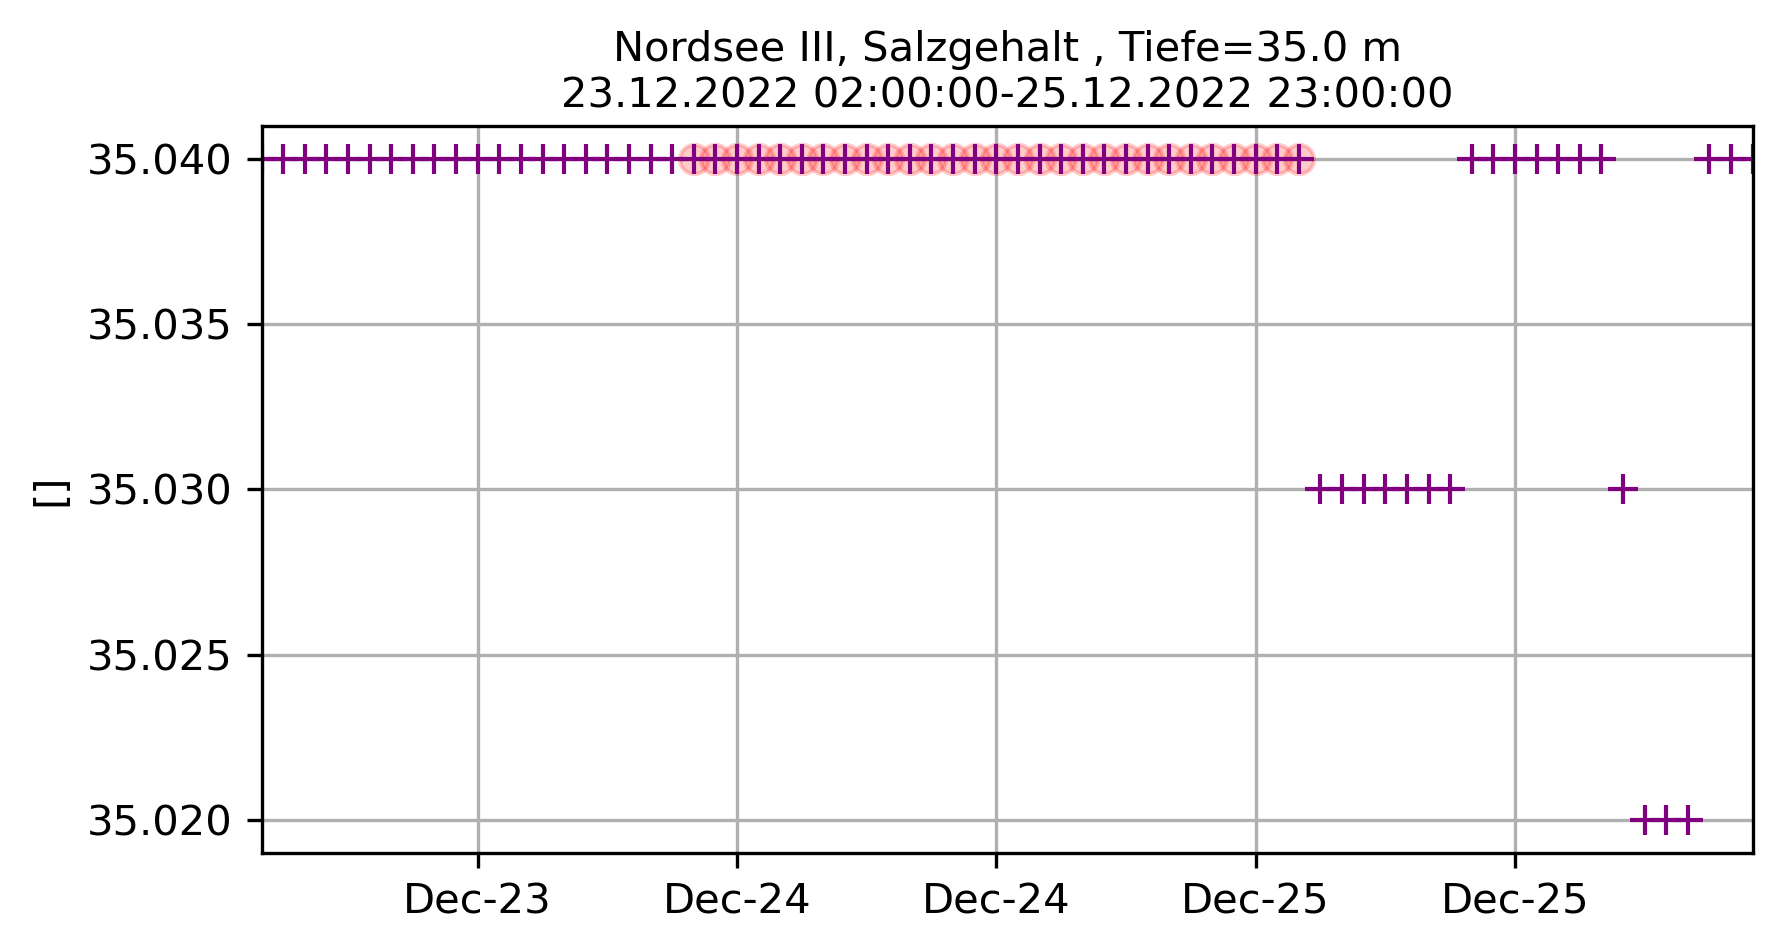 Nordsee III, Salzgehalt , Tiefe=35.0 m
23.12.2022 02:00:00-25.12.2022 23:00:00
35.040
35.035
35.030
35.025
35.020
[]
Dec-23 Dec-24 Dec-24 Dec-25 Dec-25